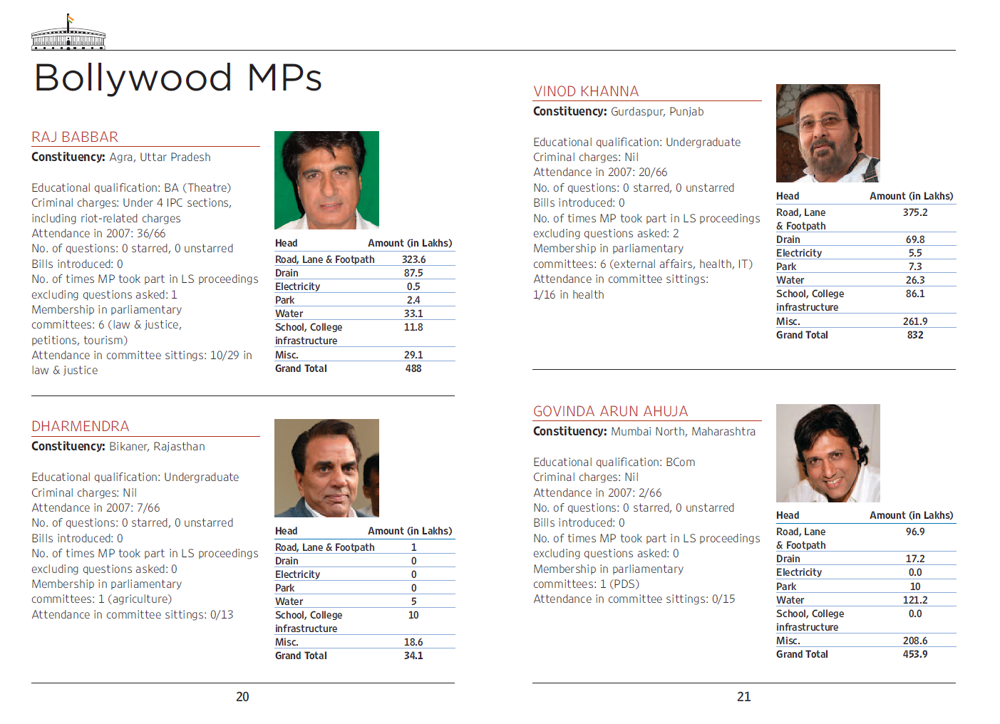 Bollywood MPs
RAJ BABBAR
Constituency: Agra, Uttar Pradesh
Educational qualification: BA (Theatre)
Criminal charges: Under 4 IPC sections,
including riot-related charges
Attendance in 2007: 36/66
No. of questions: 0 starred, 0 unstarred
Bills introduced: 0
No. of times MP took part in LS proceedings
excluding questions asked: 1
Membership in parliamentary
committees: 6 (law & justice,
petitions, tourism)
Attendance in committee sittings: 10/29 in
law & justice
Head Amount (in Lakhs)
Road, Lane & Footpath 323.6
Drain 87.5
Electricity 0.5
Park 2.4
Water 33.1
School, College 11.8
infrastructure
Misc. 29.1
Grand Total 488
DHARMENDRA
Constituency: Bikaner, Rajasthan
Educational qualification: Undergraduate
Criminal charges: Nil
Attendance in 2007: 7/66
No. of questions: 0 starred, 0 unstarred
Bills introduced: 0
No. of times MP took part in LS proceedings
excluding questions asked: 0
Membership in parliamentary
committees: 1 (agriculture)
Attendance in committee sittings: 0/13
Head Amount (in Lakhs)
Road, Lane & Footpath 1
Drain 0
Electricity 0
Park 0
Water 5
School, College 10
infrastructure
Misc. 18.6
Grand Total 34.1
20
VINOD KHANNA
Constituency: Gurdaspur, Punjab
Educational qualification: Undergraduate
Criminal charges: Nil
Attendance in 2007: 20/66
No. of questions: 0 starred, 0 unstarred
Bills introduced: 0
No. of times MP took part in LS proceedings
excluding questions asked: 2
Membership in parliamentary
committees: 6 (external affairs, health, IT)
Attendance in committee sittings:
1/16 in health
Head Amount (in Lakhs)
Road, Lane 375.2
& Footpath
Drain 69.8
Electricity 5.5
Park 7.3
Water 26.3
School, College 86.1
infrastructure
Misc. 261.9
Grand Total 832
GOVINDA ARUN AHUJA
Constituency: Mumbai North, Maharashtra
Educational qualification: BCom
Criminal charges: Nil
Attendance in 2007: 2/66
No. of questions: 0 starred, 0 unstarred
Bills introduced: 0
No. of times MP took part in LS proceedings
excluding questions asked: 0
Membership in parliamentary
committees: 1 (PDS)
Attendance in committee sittings: 0/15
Head Amount (in Lakhs)
Road, Lane 96.9
& Footpath
Drain 17.2
Electricity 0.0
Park 10
Water 121.2
School, College 0.0
infrastructure
Misc. 208.6
Grand Total 453.9
21